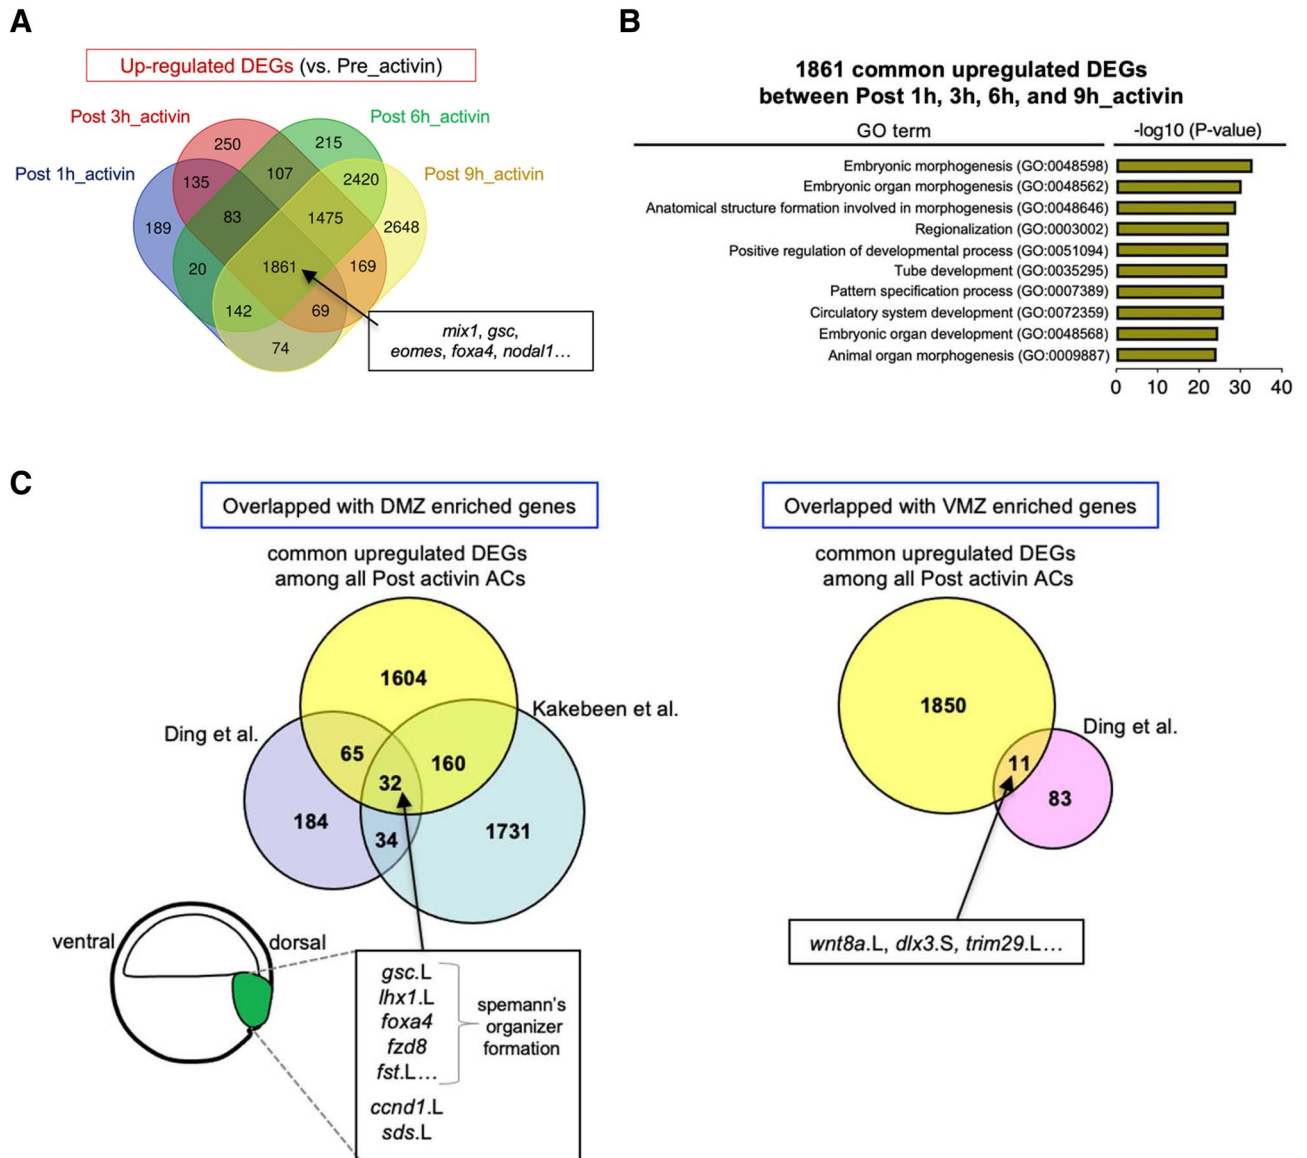 A
Up-regulated DEGs (vs. Pre_activin)
Post 3h_activin
Post 6h_activin
Post 1h_activin
Post 9h_activin
250
215
135
107
2420
189
83
1475
2648
20
1861
169
142
69
74
mix1, gsc,
eomes, foxa4, nodal1…
B
1861 common upregulated DEGs
between Post 1h, 3h, 6h, and 9h_activin
GO term
-log10 (P-value)
Embryonic morphogenesis (GO:0048598)
Embryonic organ morphogenesis (GO:0048562)
Anatomical structure formation involved in morphogenesis (GO:0048646)
Regionalization (GO:0003002)
Positive regulation of developmental process (GO:0051094)
Tube development (GO:0035295)
Pattern specification process (GO:0007389)
Circulatory system development (GO:0072359)
Embryonic organ development (GO:0048568)
Animal organ morphogenesis (GO:0009887)
0 10 20 30 40
C
Overlapped with DMZ enriched genes
common upregulated DEGs
among all Post activin ACs
1604
Ding et al.
Kakebeen et al.
65
160
32
184
34
1731
ventral
dorsal
gsc.L
lhx1.L
foxa4
fzd8
fst.L…
spemann's
organizer
formation
ccnd1.L
sds.L
Overlapped with VMZ enriched genes
common upregulated DEGs
among all Post activin ACs
1850
Ding et al.
11
83
wnt8a.L, dlx3.S, trim29.L…